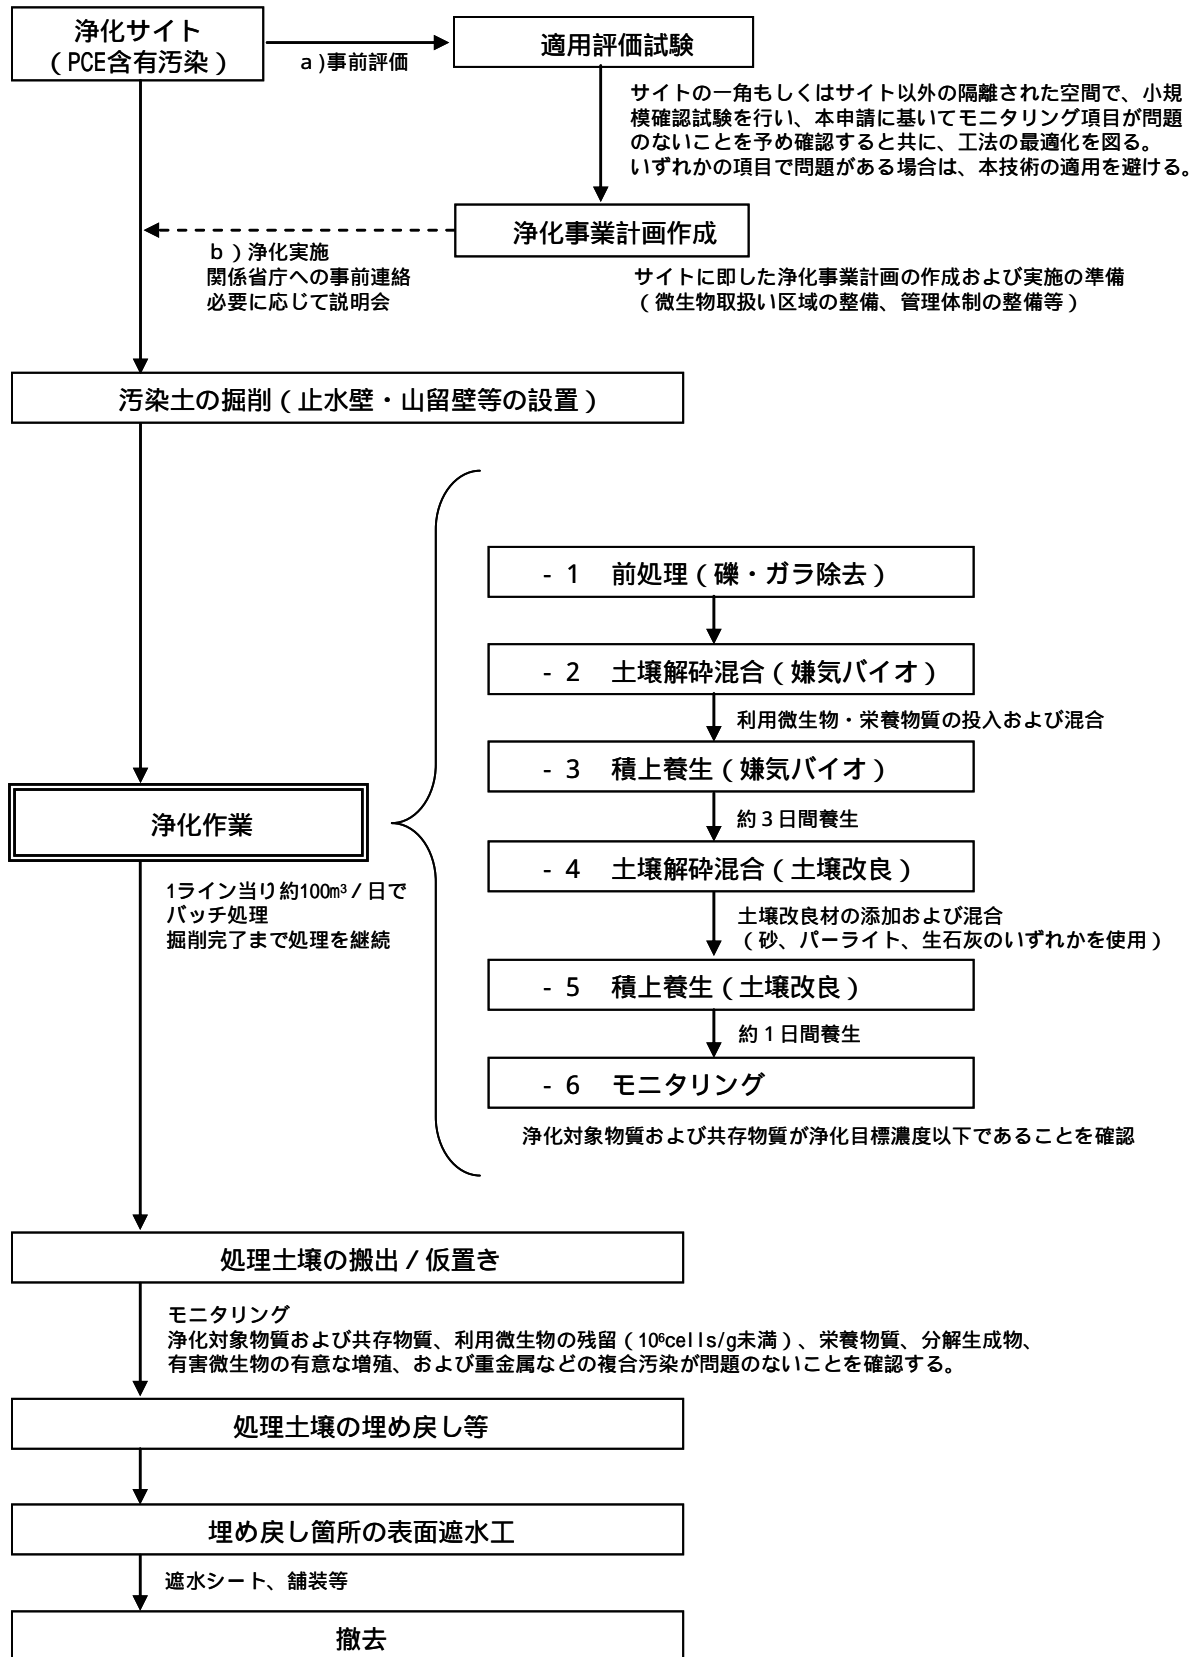 浄化サイト
(PCE含有汚染)
a)事前評価
適用評価試験
サイトの一角もしくはサイト以外の隔離された空間で、小規
模確認試験を行い、本申請に基いてモニタリング項目が問題
のないことを予め確認すると共に、工法の最適化を図る。
いずれかの項目で問題がある場合は、本技術の適用を避ける。
浄化事業計画作成
b)浄化実施
関係省庁への事前連絡
必要に応じて説明会
サイトに即した浄化事業計画の作成および実施の準備
(微生物取扱い区域の整備、管理体制の整備等)
汚染土の掘削(止水壁・山留壁等の設置)
浄化作業
1ライン当り約100m³/日で
バッチ処理
掘削完了まで処理を継続
-1 前処理(礫・ガラ除去)
-2 土壌解砕混合(嫌気バイオ)
利用微生物・栄養物質の投入および混合
-3 積上養生(嫌気バイオ)
約3日間養生
-4 土壌解砕混合(土壌改良)
土壌改良材の添加および混合
(砂、パーライト、生石灰のいずれかを使用)
-5 積上養生(土壌改良)
約1日間養生
-6 モニタリング
浄化対象物質および共存物質が浄化目標濃度以下であることを確認
処理土壌の搬出/仮置き
モニタリング
浄化対象物質および共存物質、利用微生物の残留(10⁶cells/g未満)、栄養物質、分解生成物、
有害微生物の有意な増殖、および重金属などの複合汚染が問題のないことを確認する。
処理土壌の埋め戻し等
埋め戻し箇所の表面遮水工
遮水シート、舗装等
撤去